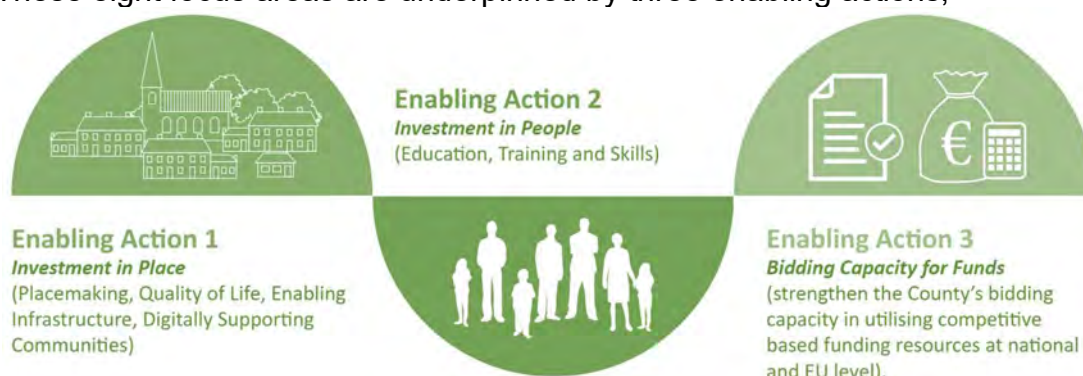 These eight focus areas are underpinned by three enabling actions;
Enabling Action 1
Investment in Place
(Placemaking, Quality of Life, Enabling
Infrastructure, Digitally Supporting
Communities)
Enabling Action 2
Investment in People
(Education, Training and Skills)
€
Enabling Action 3
Bidding Capacity for Funds
(strengthen the County's bidding
capacity in utilising competitive
based funding resources at national
and EU level).